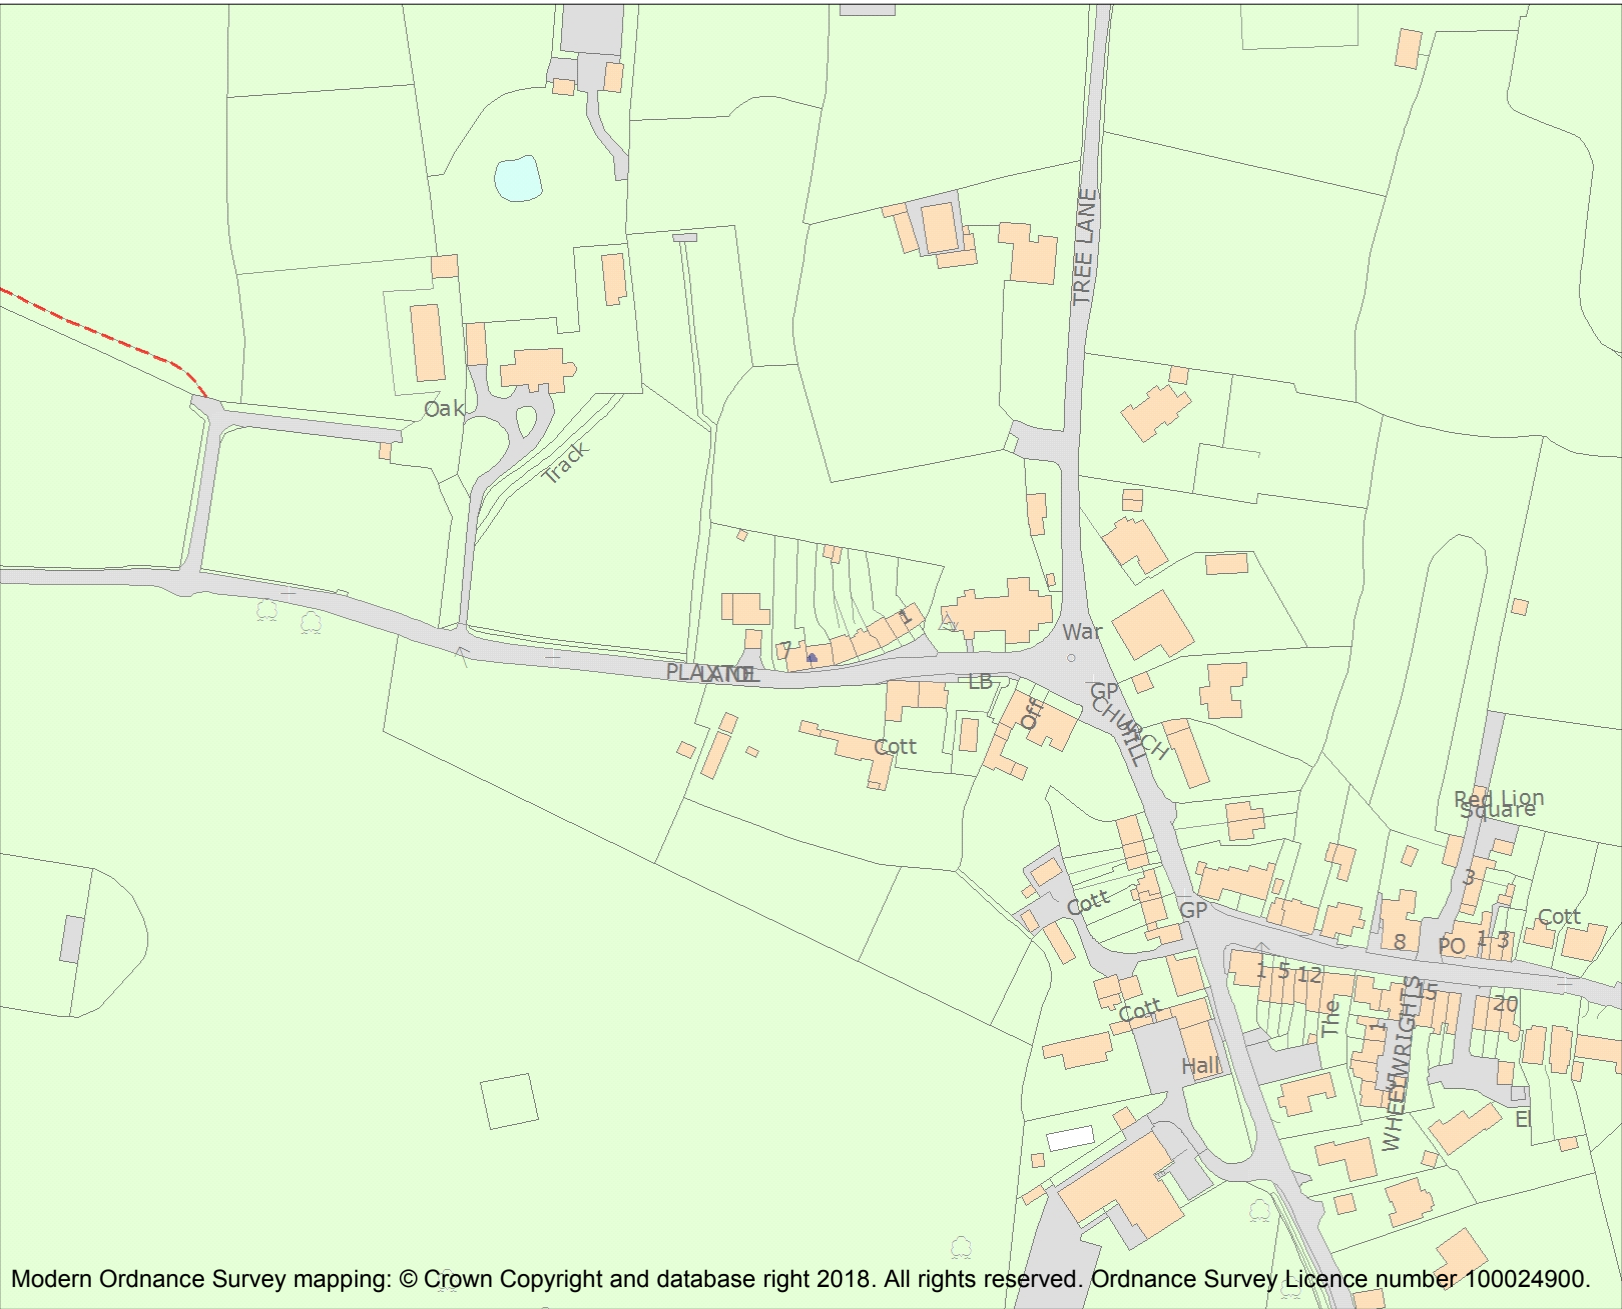 TREE LANE
Oak
Track
1
7
War
LB
GP
Off
CHURCH
HILL
Cott
Red Lion
Square
3
Cott
Cott
GP
8
PO
1
3
1
5
12
15
20
The
1
Cott
Hall
WHEELWRIGHTS
El
Modern Ordnance Survey mapping: © Crown Copyright and database right 2018. All rights reserved. Ordnance Survey Licence number 100024900.